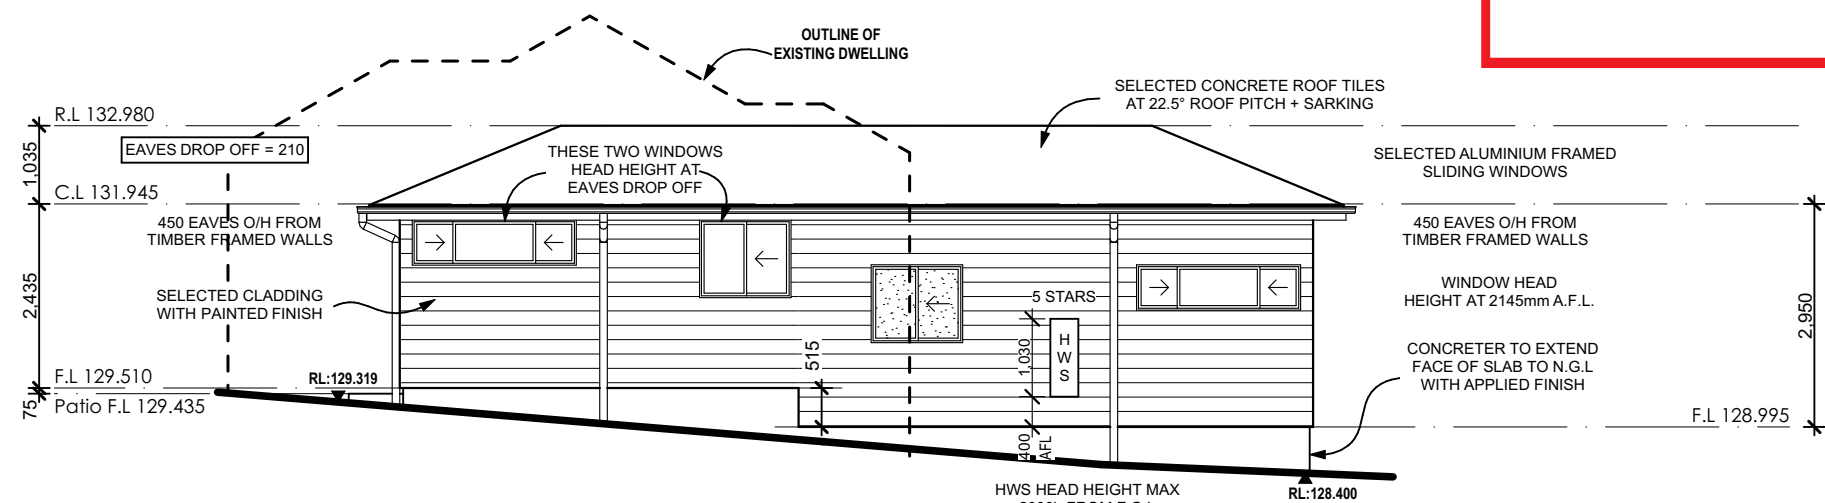 OUTLINE OF
EXISTING DWELLING
SELECTED CONCRETE ROOF TILES
AT 22.5° ROOF PITCH + SARKING
R.L 132.980
EAVES DROP OFF = 210
1,035
THESE TWO WINDOWS
HEAD HEIGHT AT
EAVES DROP OFF
SELECTED ALUMINIUM FRAMED
SLIDING WINDOWS
C.L 131.945
450 EAVES O/H FROM
TIMBER FRAMED WALLS
450 EAVES O/H FROM
TIMBER FRAMED WALLS
2,435
SELECTED CLADDING
WITH PAINTED FINISH
5 STARS
WINDOW HEAD
HEIGHT AT 2145mm A.F.L.
2,950
515
1,030
HWS
CONCRETER TO EXTEND
FACE OF SLAB TO N.G.L
WITH APPLIED FINISH
F.L 129.510
RL:129.319
75
Patio F.L 129.435
F.L 128.995
400
AFL
HWS HEAD HEIGHT MAX
RL:128.400